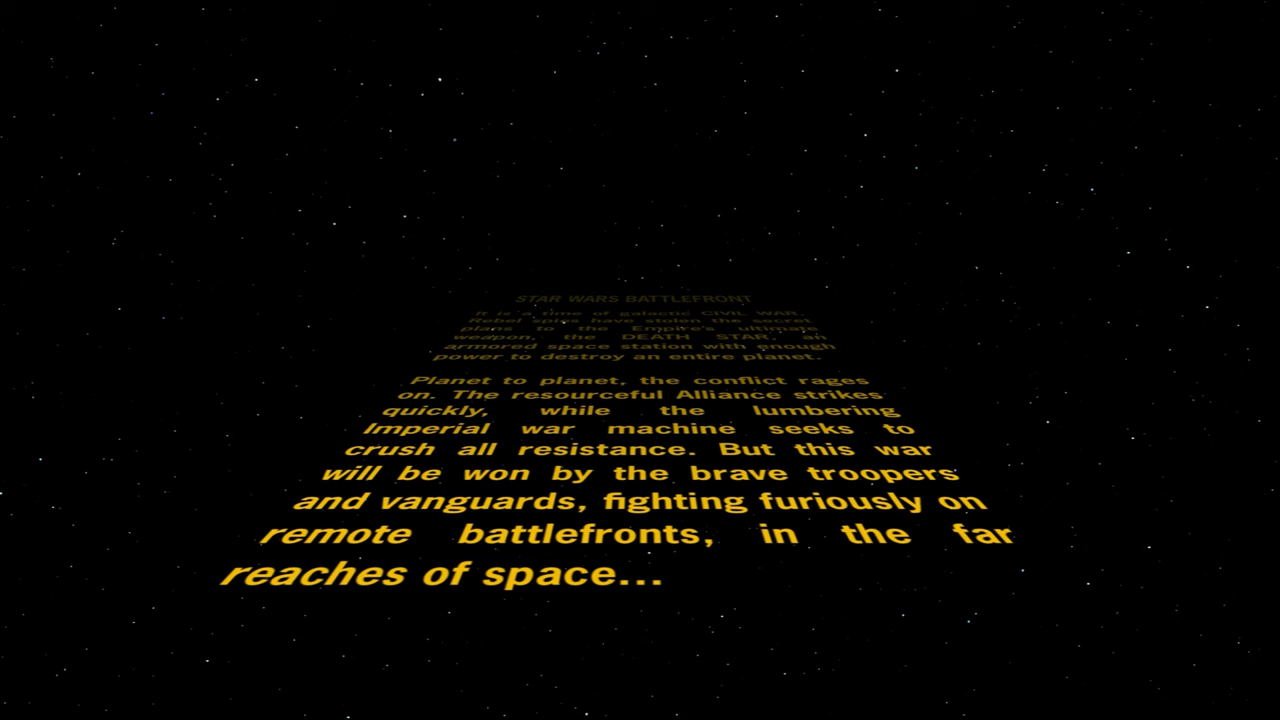 STAR WARS BATTLEFRONT
It is a time of galactic CIVIL WAR.
Rebel spies have stolen the secret
plans to the Empire's ultimate
weapon, the DEATH STAR, an
armored space station with enough
power to destroy an entire planet.
Planet to planet, the conflict rages
on. The resourceful Alliance strikes
quickly, while the lumbering
Imperial war machine seeks to
crush all resistance. But this war
will be won by the brave troopers
and vanguards, fighting furiously on
remote battlefronts, in the far
reaches of space...